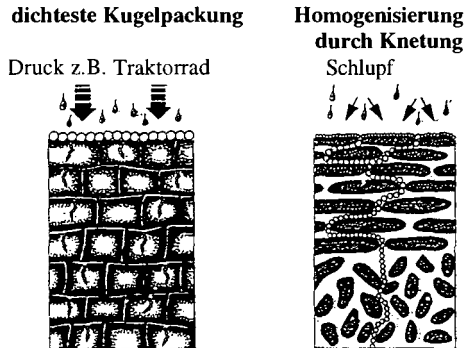 dichteste Kugelpackung
Druck z.B. Traktorrad
Homogenisierung
durch Knetung
Schlupf